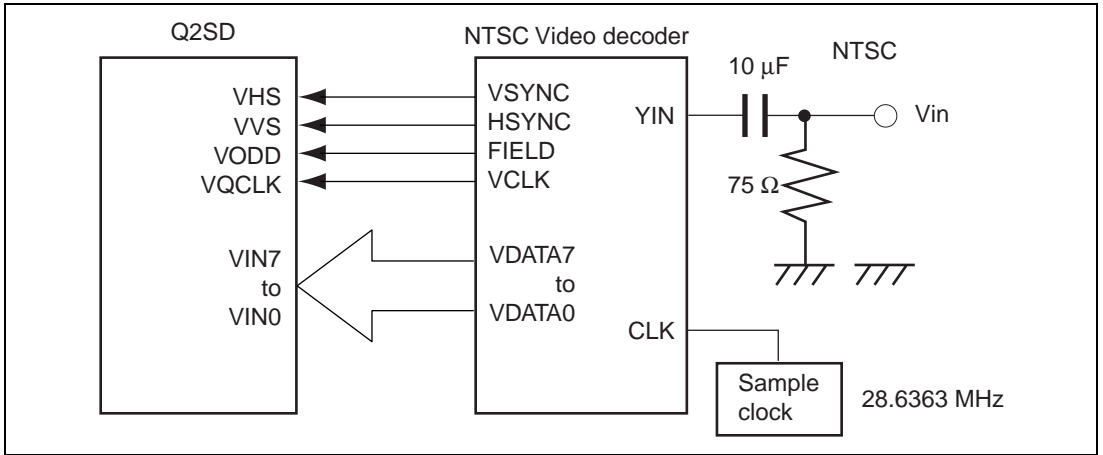 Q2SD
NTSC Video decoder
NTSC
10 µF
VHS
VVS
VODD
VQCLK
VSYNC
HSYNC
FIELD
VCLK
YIN
Vin
75 Ω
VIN7
to
VIN0
VDATA7
to
VDATA0
CLK
Sample
clock
28.6363 MHz